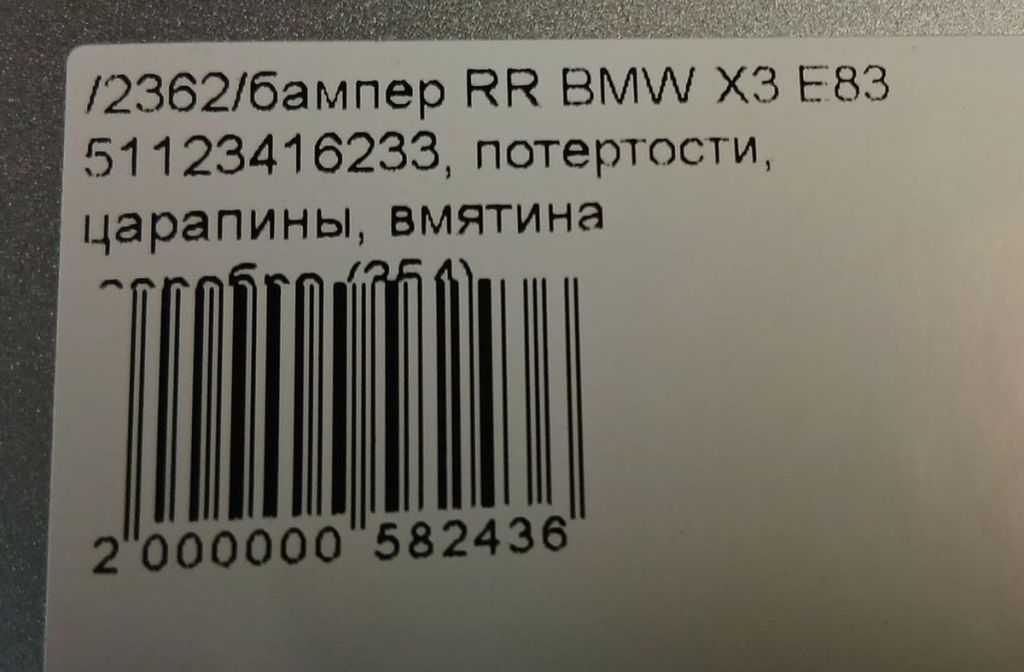 /2362/бампер RR BMW X3 E83
51123416233, потертости,
царапины, вмятина
2 000000 582436